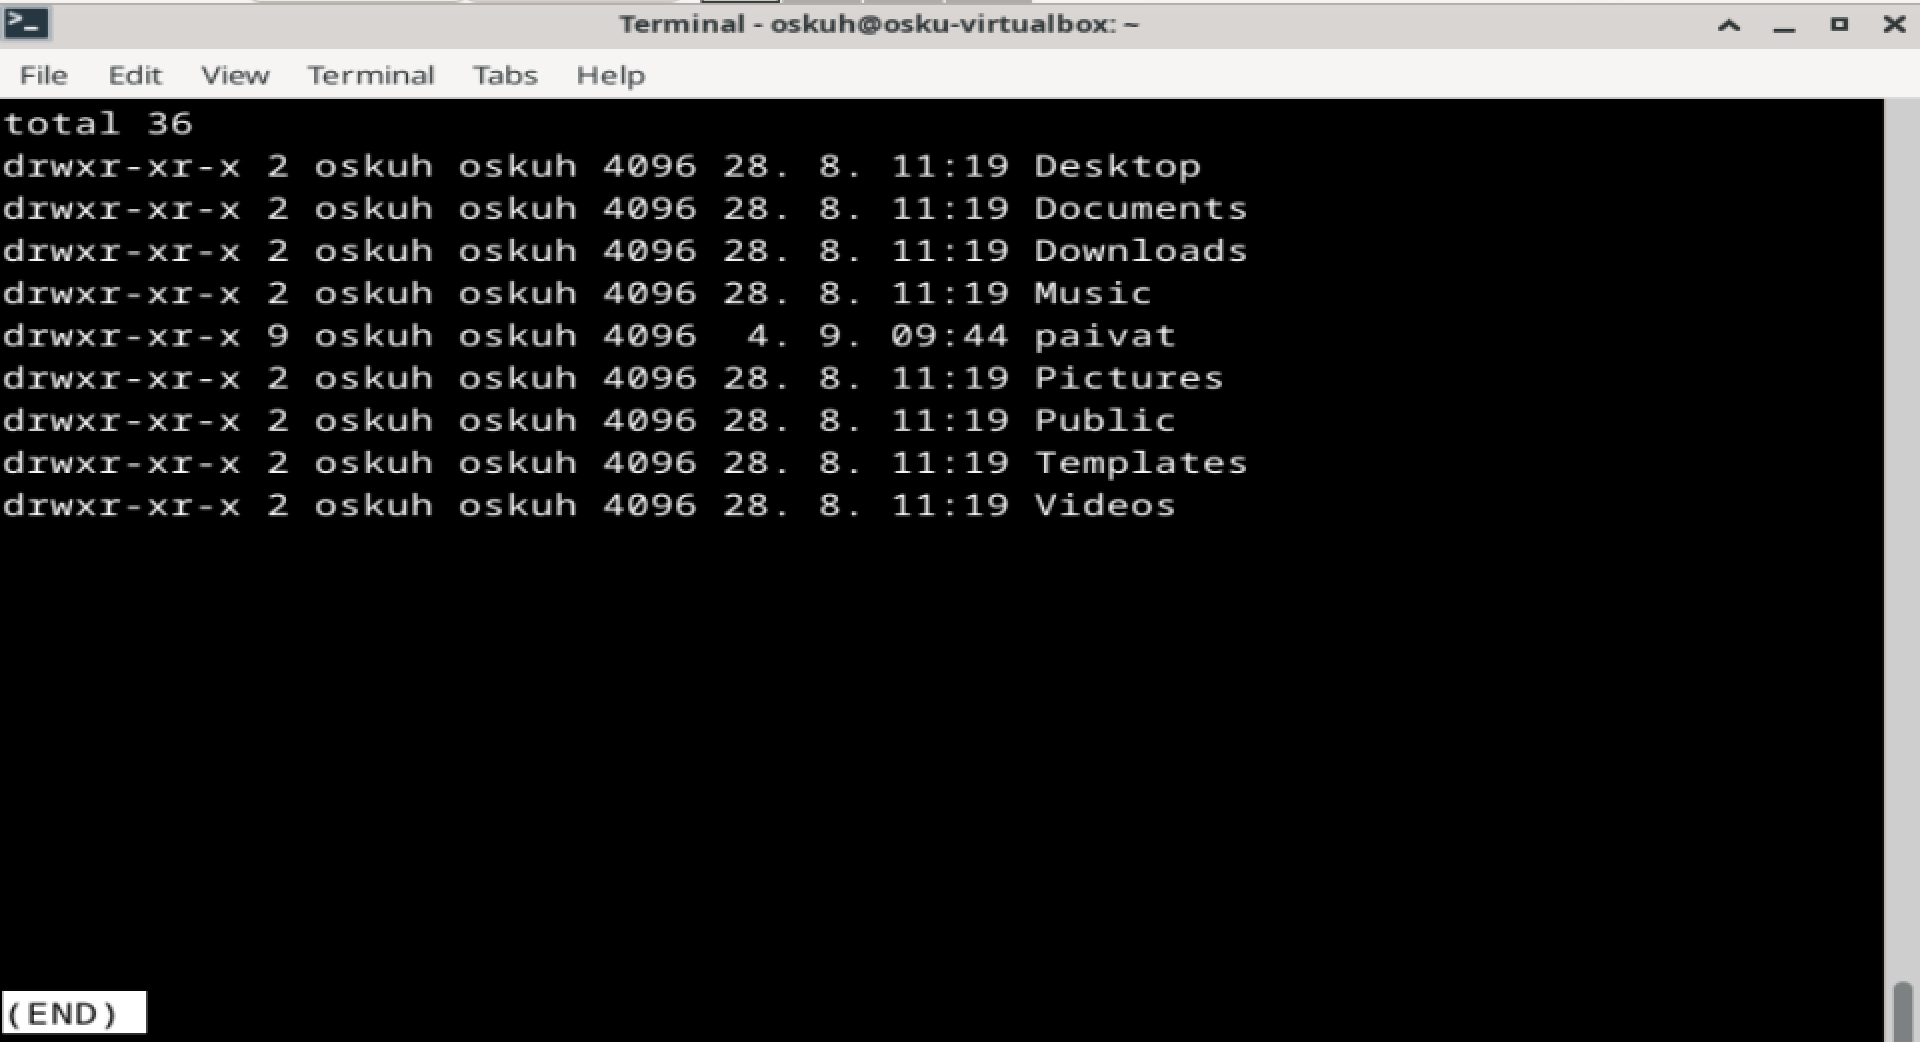 Terminal - oskuh@osku-virtualbox: ~
File Edit View Terminal Tabs Help
total 36
drwxr-xr-x 2 oskuh oskuh 4096 28. 8. 11:19 Desktop
drwxr-xr-x 2 oskuh oskuh 4096 28. 8. 11:19 Documents
drwxr-xr-x 2 oskuh oskuh 4096 28. 8. 11:19 Downloads
drwxr-xr-x 2 oskuh oskuh 4096 28. 8. 11:19 Music
drwxr-xr-x 9 oskuh oskuh 4096  4. 9. 09:44 paivat
drwxr-xr-x 2 oskuh oskuh 4096 28. 8. 11:19 Pictures
drwxr-xr-x 2 oskuh oskuh 4096 28. 8. 11:19 Public
drwxr-xr-x 2 oskuh oskuh 4096 28. 8. 11:19 Templates
drwxr-xr-x 2 oskuh oskuh 4096 28. 8. 11:19 Videos
(END)